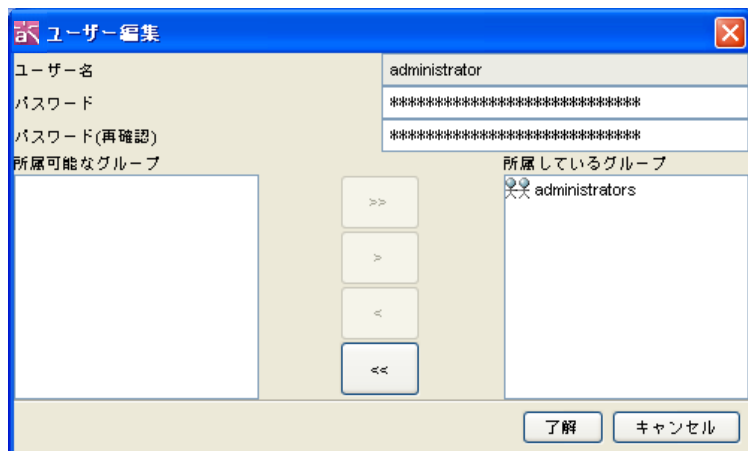 ユーザー編集
ユーザー名 administrator
パスワード ****************************
パスワード(再確認) ****************************
所属可能なグループ 所属しているグループ
administrators
>>
>
<
<<
了解 キャンセル